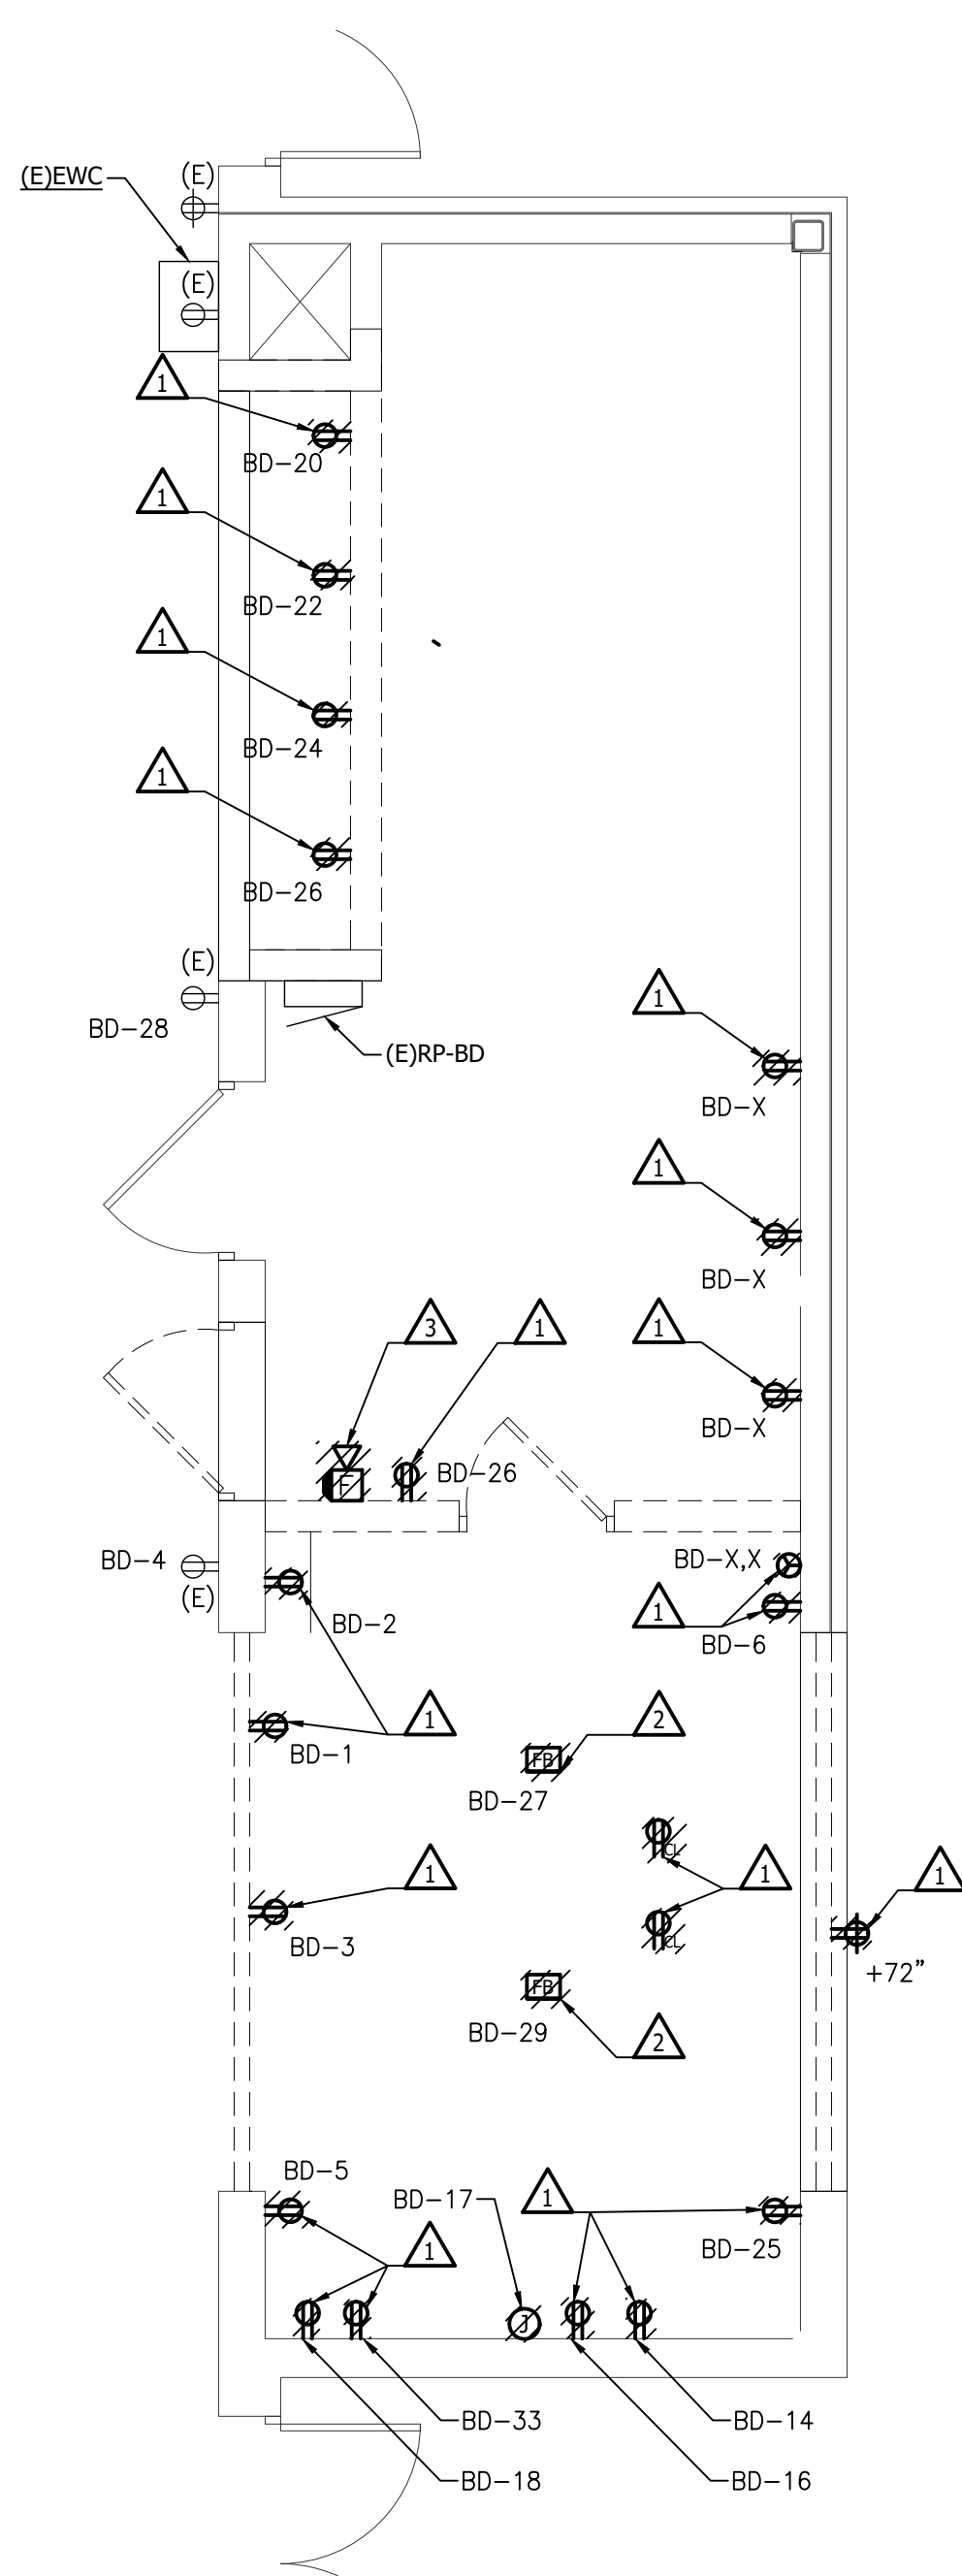 (E)
(E)EWC
(E)
1
BD-20
1
BD-22
1
BD-24
1
BD-26
(E)
BD-28
(E)RP-BD
1
BD-X
1
BD-X
1
BD-X
3
1
F
BD-26
BD-4
(E)
BD-2
BD-X,X
1
BD-6
1
BD-1
2
FB
BD-27
CL
1
CL
1
BD-3
1
+72”
FB
BD-29
2
BD-5
BD-17
1
BD-25
1
J
BD-33
BD-14
BD-18
BD-16